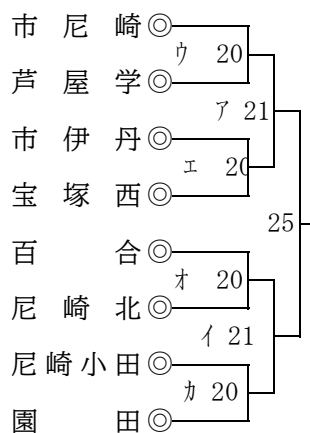 市尼崎◎
ウ 20
芦屋学◎
ア 21
市伊丹◎
エ 20
宝塚西◎
25
百合◎
オ 20
尼崎北◎
イ 21
尼崎小田◎
カ 20
園田◎